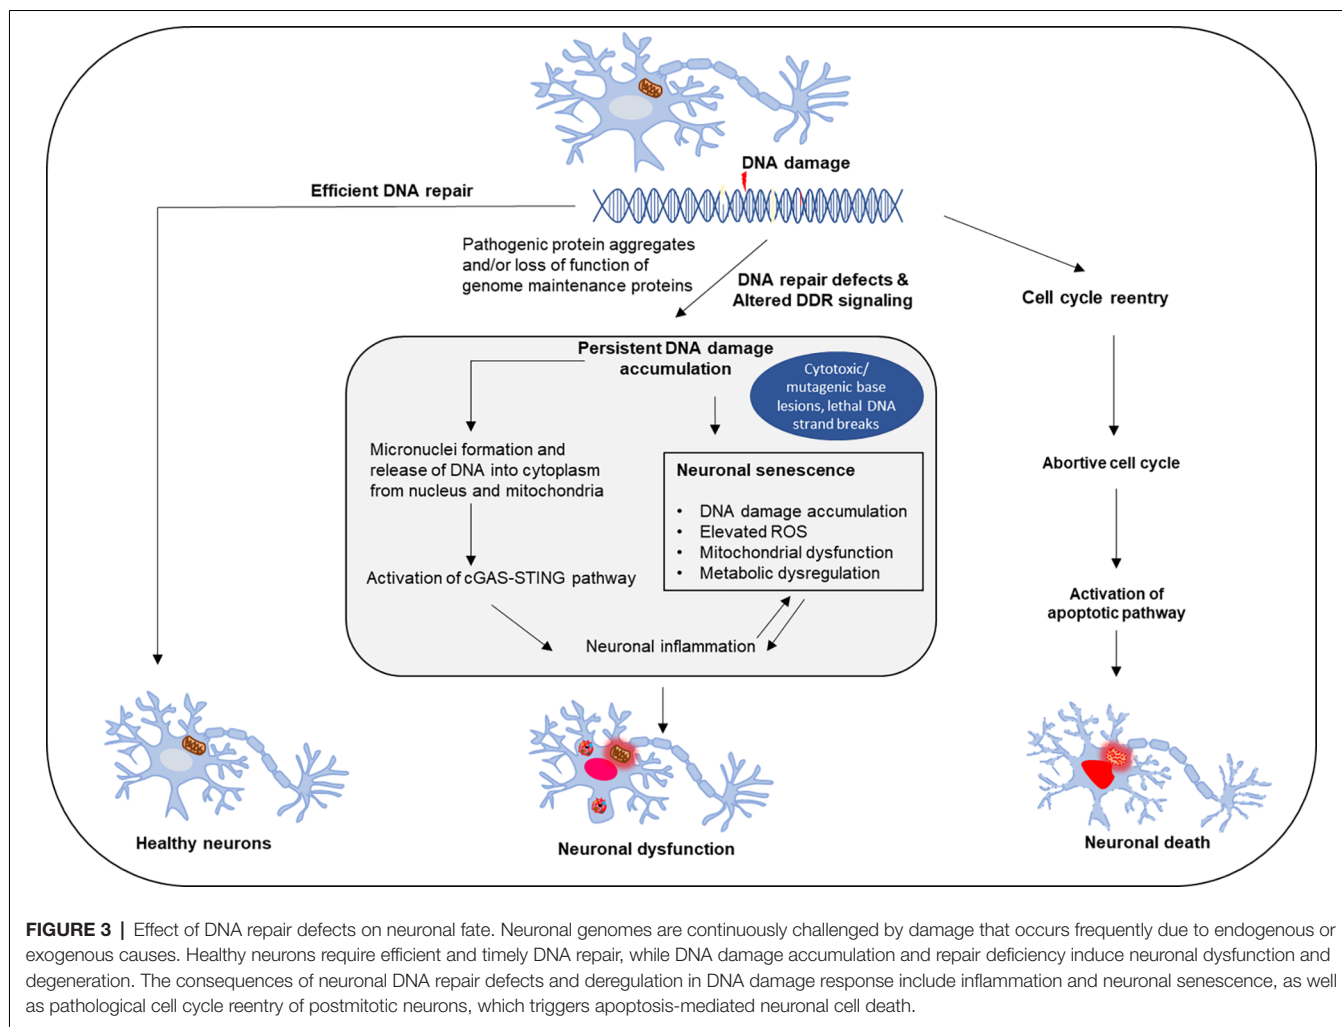 DNA damage
Efficient DNA repair
Pathogenic protein aggregates
and/or loss of function of
genome maintenance proteins
DNA repair defects &
Altered DDR signaling
Cell cycle reentry
Persistent DNA damage
accumulation
Cytotoxic/
mutagenic base
lesions, lethal DNA
strand breaks
Micronuclei formation and
release of DNA into cytoplasm
from nucleus and mitochondria
Neuronal senescence
• DNA damage accumulation
• Elevated ROS
• Mitochondrial dysfunction
• Metabolic dysregulation
Abortive cell cycle
Activation of cGAS-STING pathway
Activation of
apoptotic pathway
Neuronal inflammation
Healthy neurons
Neuronal dysfunction
Neuronal death
FIGURE 3 | Effect of DNA repair defects on neuronal fate. Neuronal genomes are continuously challenged by damage that occurs frequently due to endogenous or
exogenous causes. Healthy neurons require efficient and timely DNA repair, while DNA damage accumulation and repair deficiency induce neuronal dysfunction and
degeneration. The consequences of neuronal DNA repair defects and deregulation in DNA damage response include inflammation and neuronal senescence, as well
as pathological cell cycle reentry of postmitotic neurons, which triggers apoptosis-mediated neuronal cell death.